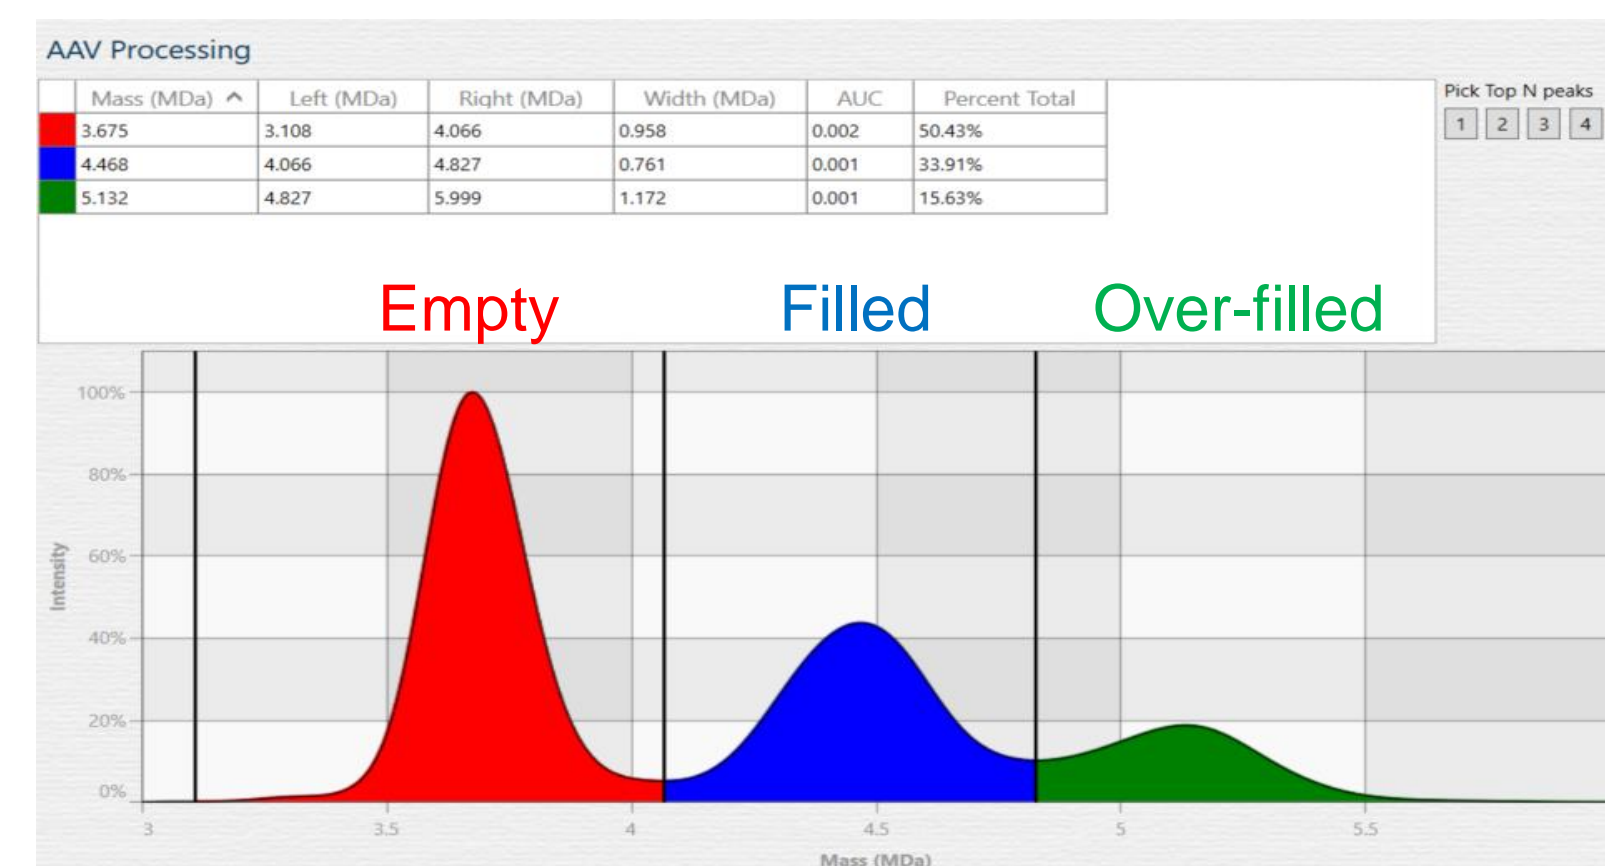 AAV Processing
Mass (MDa) Left (MDa) Right (MDa) Width (MDa) AUC Percent Total
3.675 3.108 4.066 0.958 0.002 50.43%
4.468 4.066 4.827 0.761 0.001 33.91%
5.132 4.827 5.999 1.172 0.001 15.63%
Pick Top N peaks
1 2 3 4
Empty Filled Over-filled
100%
80%
60%
40%
20%
0%
Intensity
3 3.5 4 4.5 5 5.5
Mass (MDa)